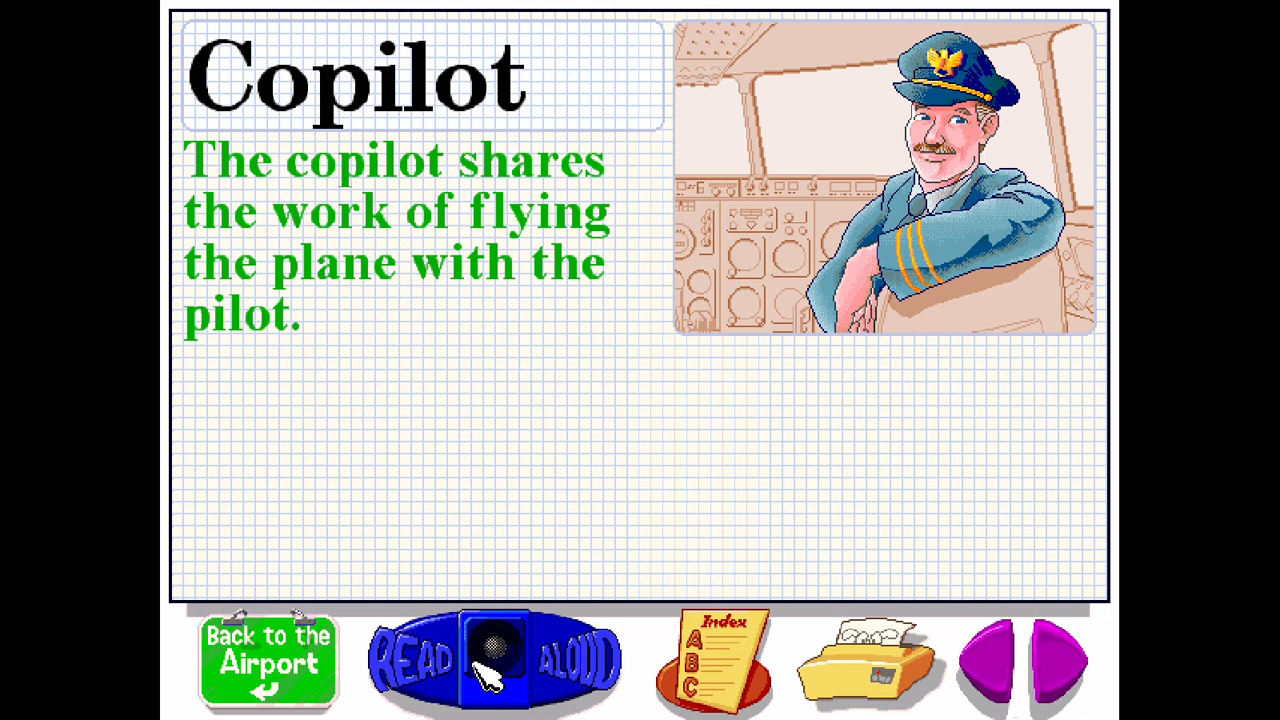 Copilot
The copilot shares
the work of flying
the plane with the
pilot.
Back to the
Airport
READ ALOUD
Index
A
B
C